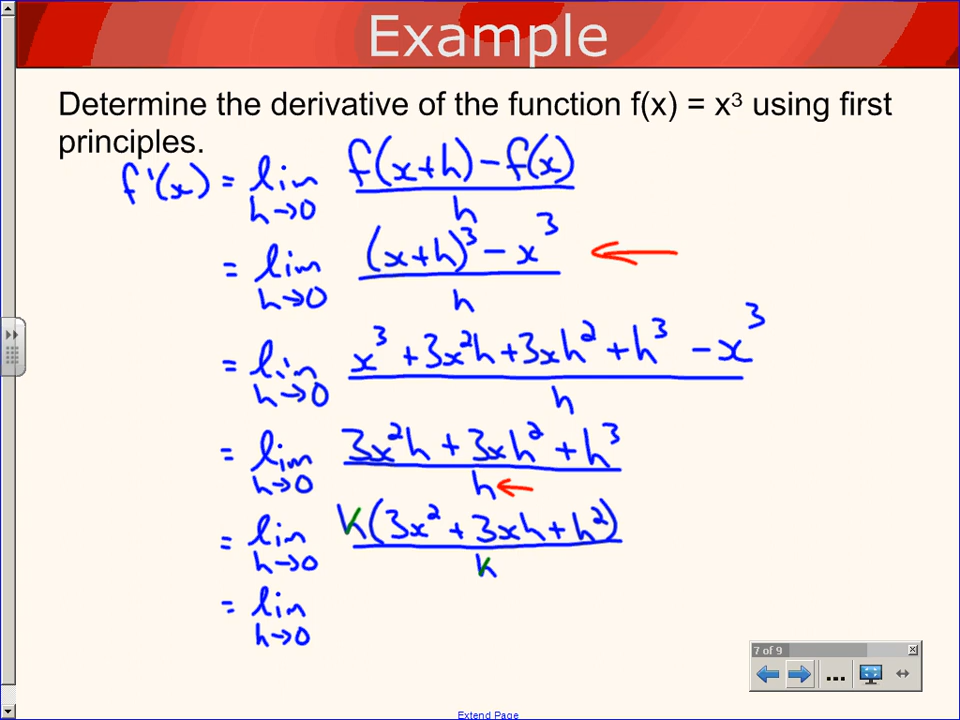 Example
Determine the derivative of the function f(x) = x³ using first
principles.
f'(x) = lim h→0 f(x+h) − f(x) / h
= lim h→0 (x+h)³ − x³ / h
= lim h→0 x³ + 3x²h + 3xh² + h³ − x³ / h
= lim h→0 3x²h + 3xh² + h³ / h
= lim h→0 h(3x² + 3xh + h²) / h
= lim h→0
7 of 9
...
Extend Page